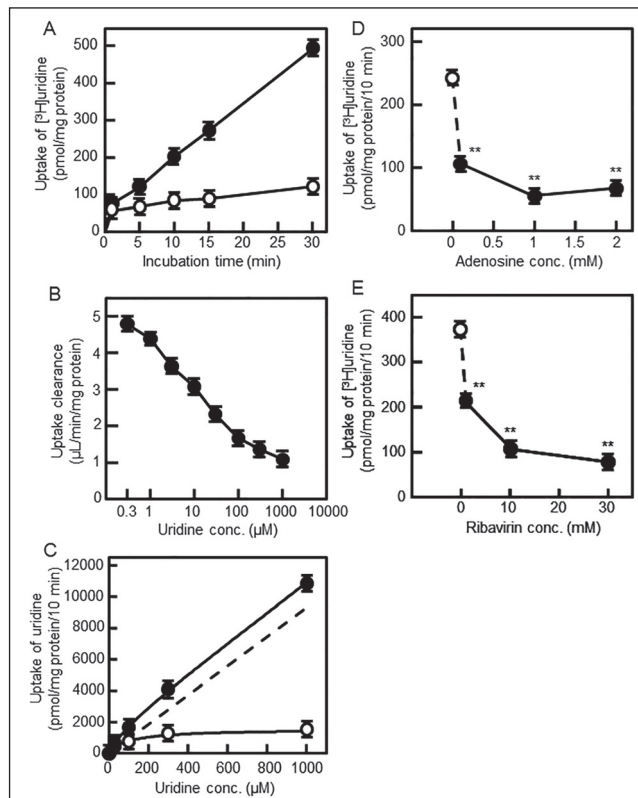 A
Uptake of [³H]uridine
(pmol/mg protein)
500
400
300
200
100
0
5 10 15 20 25 30
Incubation time (min)
B
Uptake clearance
(µL/min/mg protein)
5
4
3
2
1
0
0.3 1 10 100 1000 10000
Uridine conc. (µM)
C
Uptake of uridine
(pmol/mg protein/10 min)
12000
10000
8000
6000
4000
2000
0
0 200 400 600 800 1000
Uridine conc. (µM)
D
Uptake of [³H]uridine
(pmol/mg protein/10 min)
300
200
100
0
**
**
**
0 0.5 1 1.5 2
Adenosine conc. (mM)
E
Uptake of [³H]uridine
(pmol/mg protein/10 min)
400
300
200
100
0
**
**
**
0 10 20 30
Ribavirin conc. (mM)